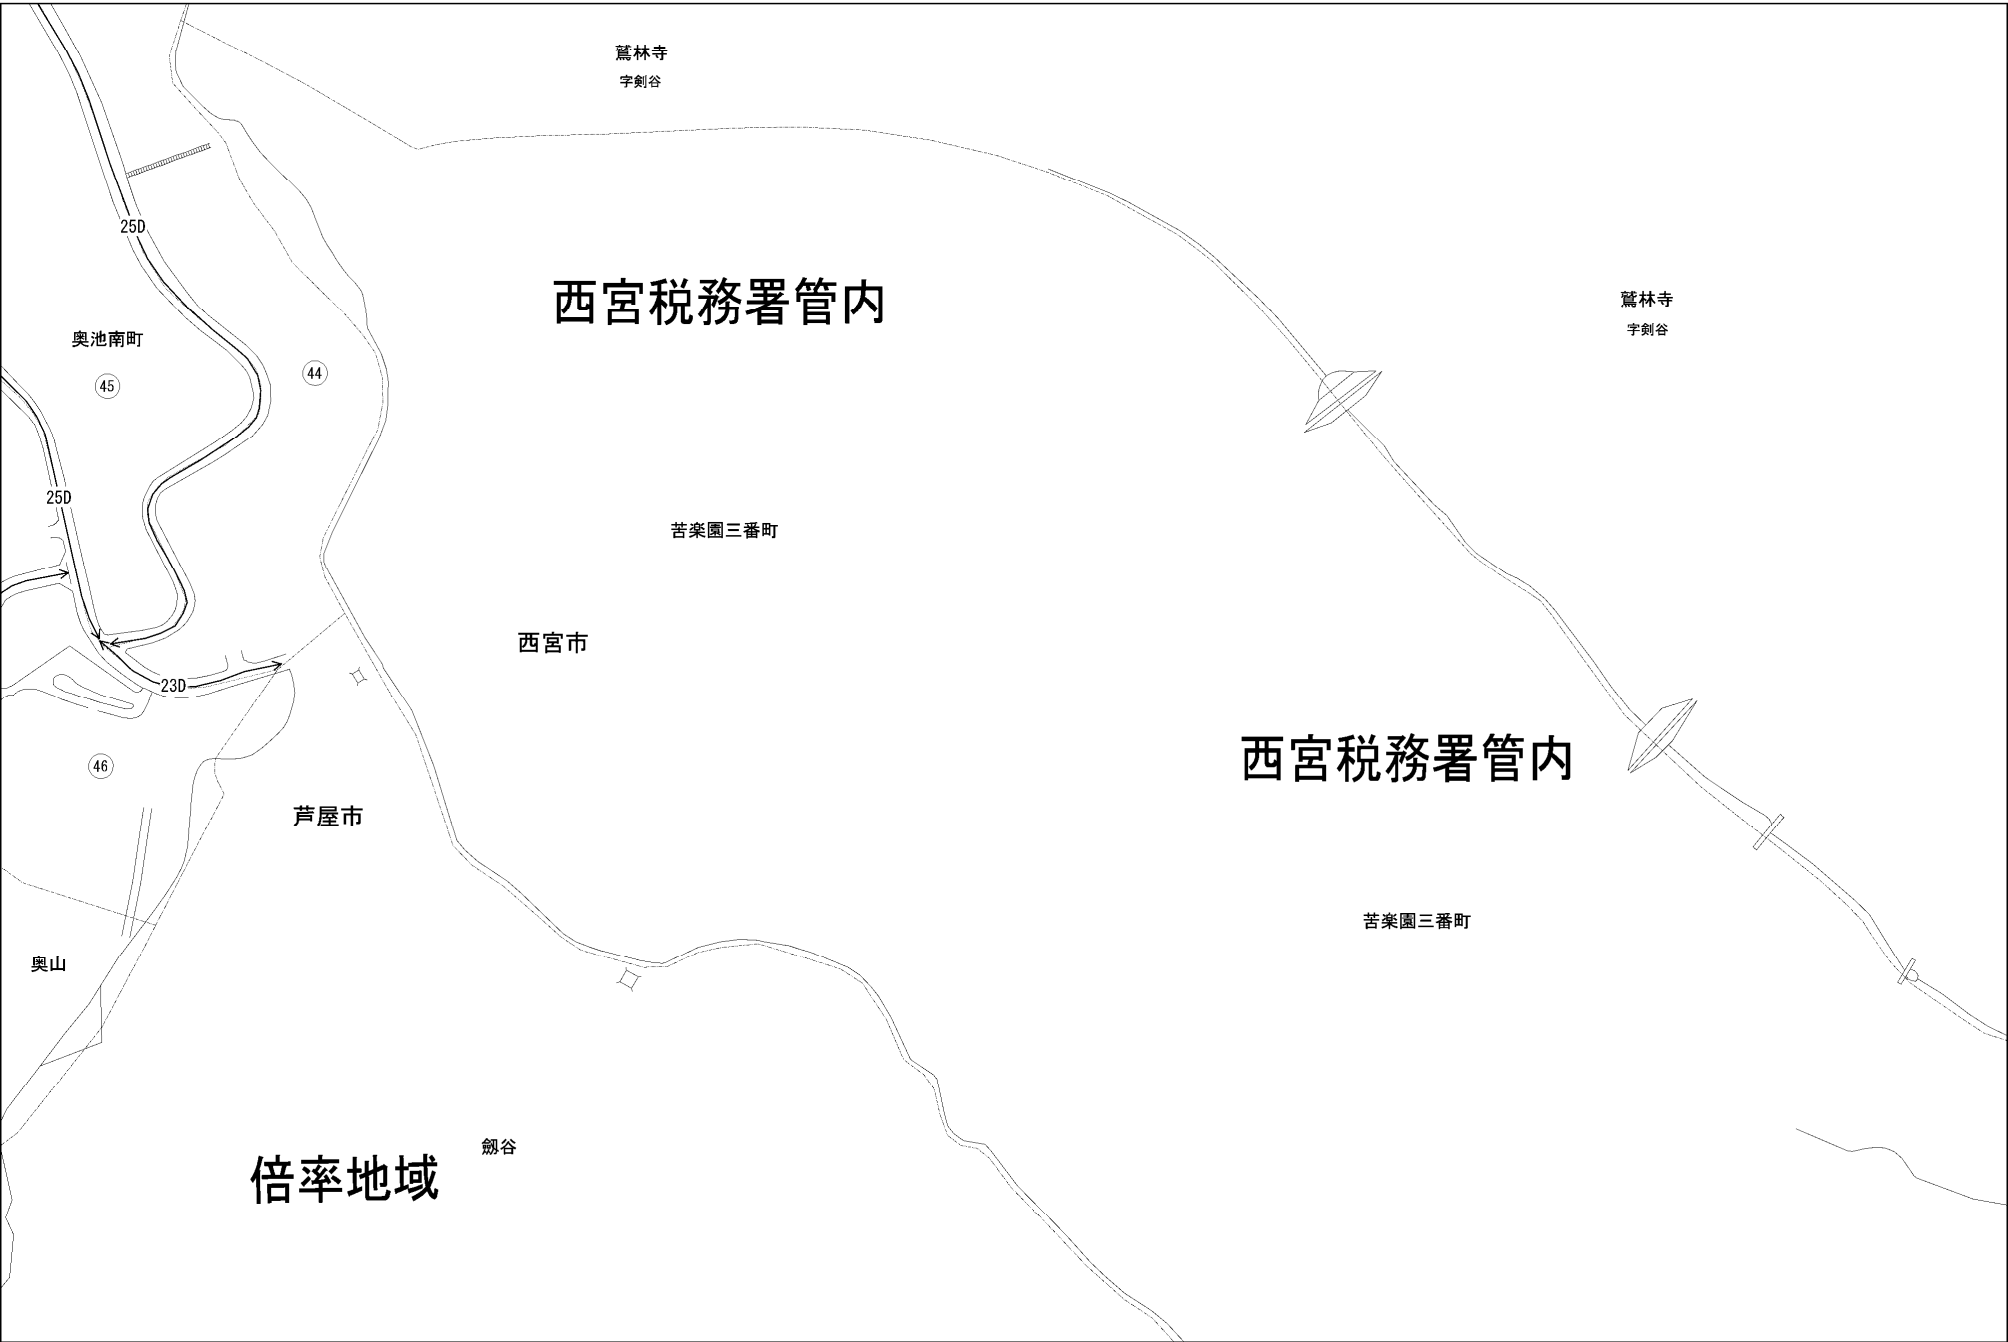 鷲林寺
字剣谷
25D
西宮税務署管内
鷲林寺
字剣谷
奥池南町
44
45
25D
苦楽園三番町
西宮市
23D
西宮税務署管内
46
芦屋市
苦楽園三番町
奥山
劔谷
倍率地域